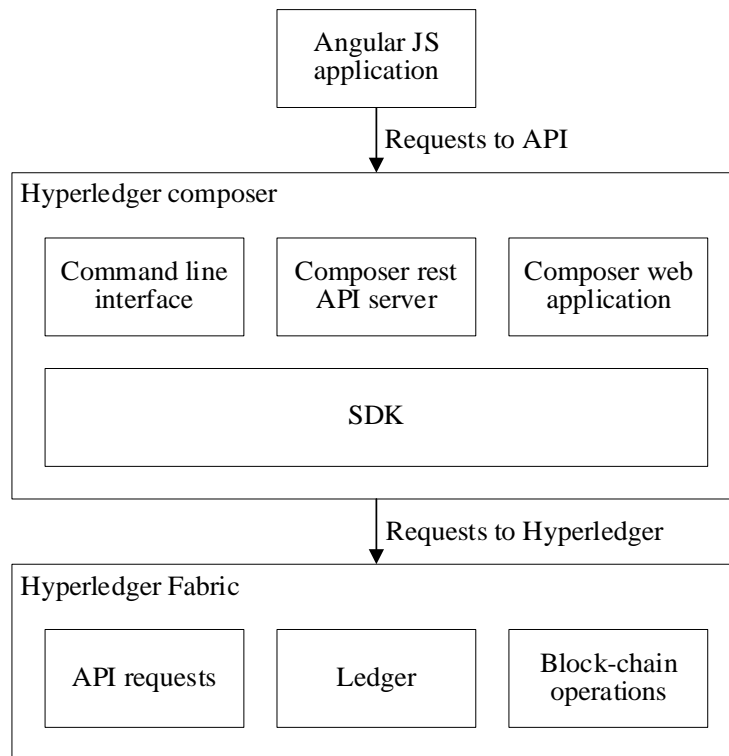 Angular JS
application
Requests to API
Hyperledger composer
Command line
interface
Composer rest
API server
Composer web
application
SDK
Requests to Hyperledger
Hyperledger Fabric
API requests
Ledger
Block-chain
operations